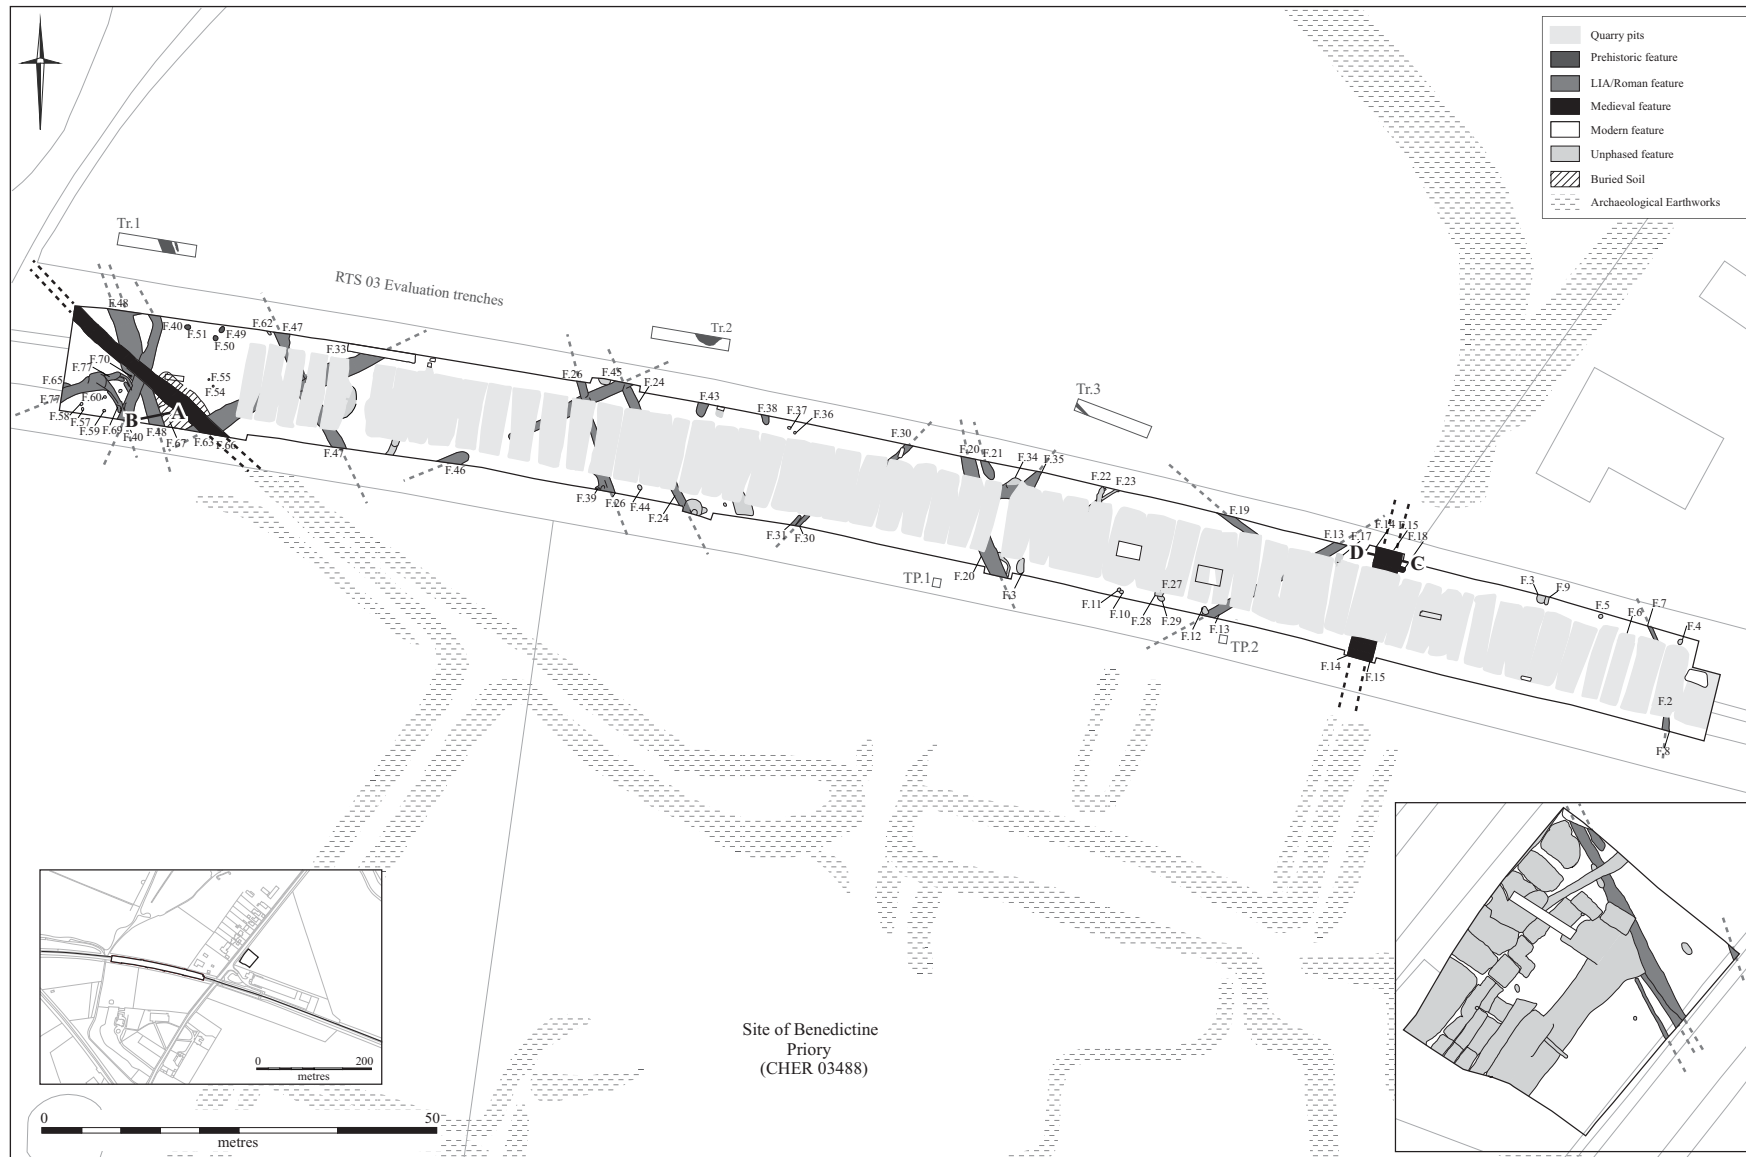 Quarry pits
Prehistoric feature
LIA/Roman feature
Medieval feature
Modern feature
Unphased feature
Buried Soil
Archaeological Earthworks
Tr.1
RTS 03 Evaluation trenches
Tr.2
Tr.3
F.48
F.40
F.51
F.49
F.50
F.62
F.47
F.33
F.70
F.77
F.65
F.77
F.60
F.58
F.57
F.59
F.69
B
F.40
F.48
A
F.67
F.63
F.66
F.55
F.54
F.47
F.46
F.26
F.45
F.24
F.43
F.38
F.37
F.36
F.30
F.39
F.26
F.44
F.24
F.31
F.30
F.20
F.21
F.34
F.35
F.22
F.23
F.19
F.20
F.3
TP.1
F.11
F.10
F.28
F.27
F.29
F.12
F.13
TP.2
F.13
F.17
F.14
F.15
F.18
D
C
F.14
F.15
F.3
F.9
F.5
F.6
F.7
F.4
F.2
F.8
Site of Benedictine
Priory
(CHER 03488)
0
200
metres
0
50
metres